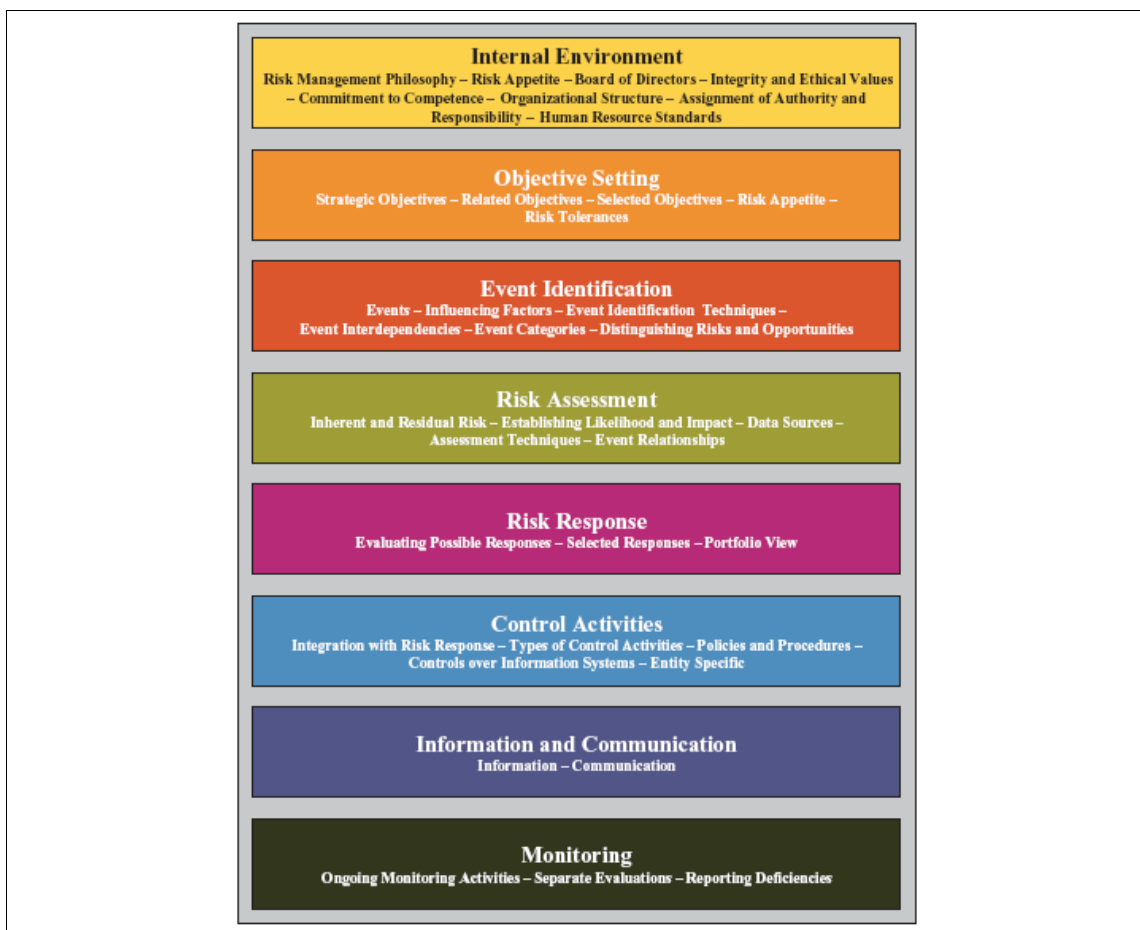 Internal Environment
Risk Management Philosophy – Risk Appetite – Board of Directors – Integrity and Ethical Values
– Commitment to Competence – Organizational Structure – Assignment of Authority and
Responsibility – Human Resource Standards
Objective Setting
Strategic Objectives – Related Objectives – Selected Objectives – Risk Appetite –
Risk Tolerances
Event Identification
Events – Influencing Factors – Event Identification Techniques –
Event Interdependencies – Event Categories – Distinguishing Risks and Opportunities
Risk Assessment
Inherent and Residual Risk – Establishing Likelihood and Impact – Data Sources –
Assessment Techniques – Event Relationships
Risk Response
Evaluating Possible Responses – Selected Responses – Portfolio View
Control Activities
Integration with Risk Response – Types of Control Activities – Policies and Procedures –
Controls over Information Systems – Entity Specific
Information and Communication
Information – Communication
Monitoring
Ongoing Monitoring Activities – Separate Evaluations – Reporting Deficiencies